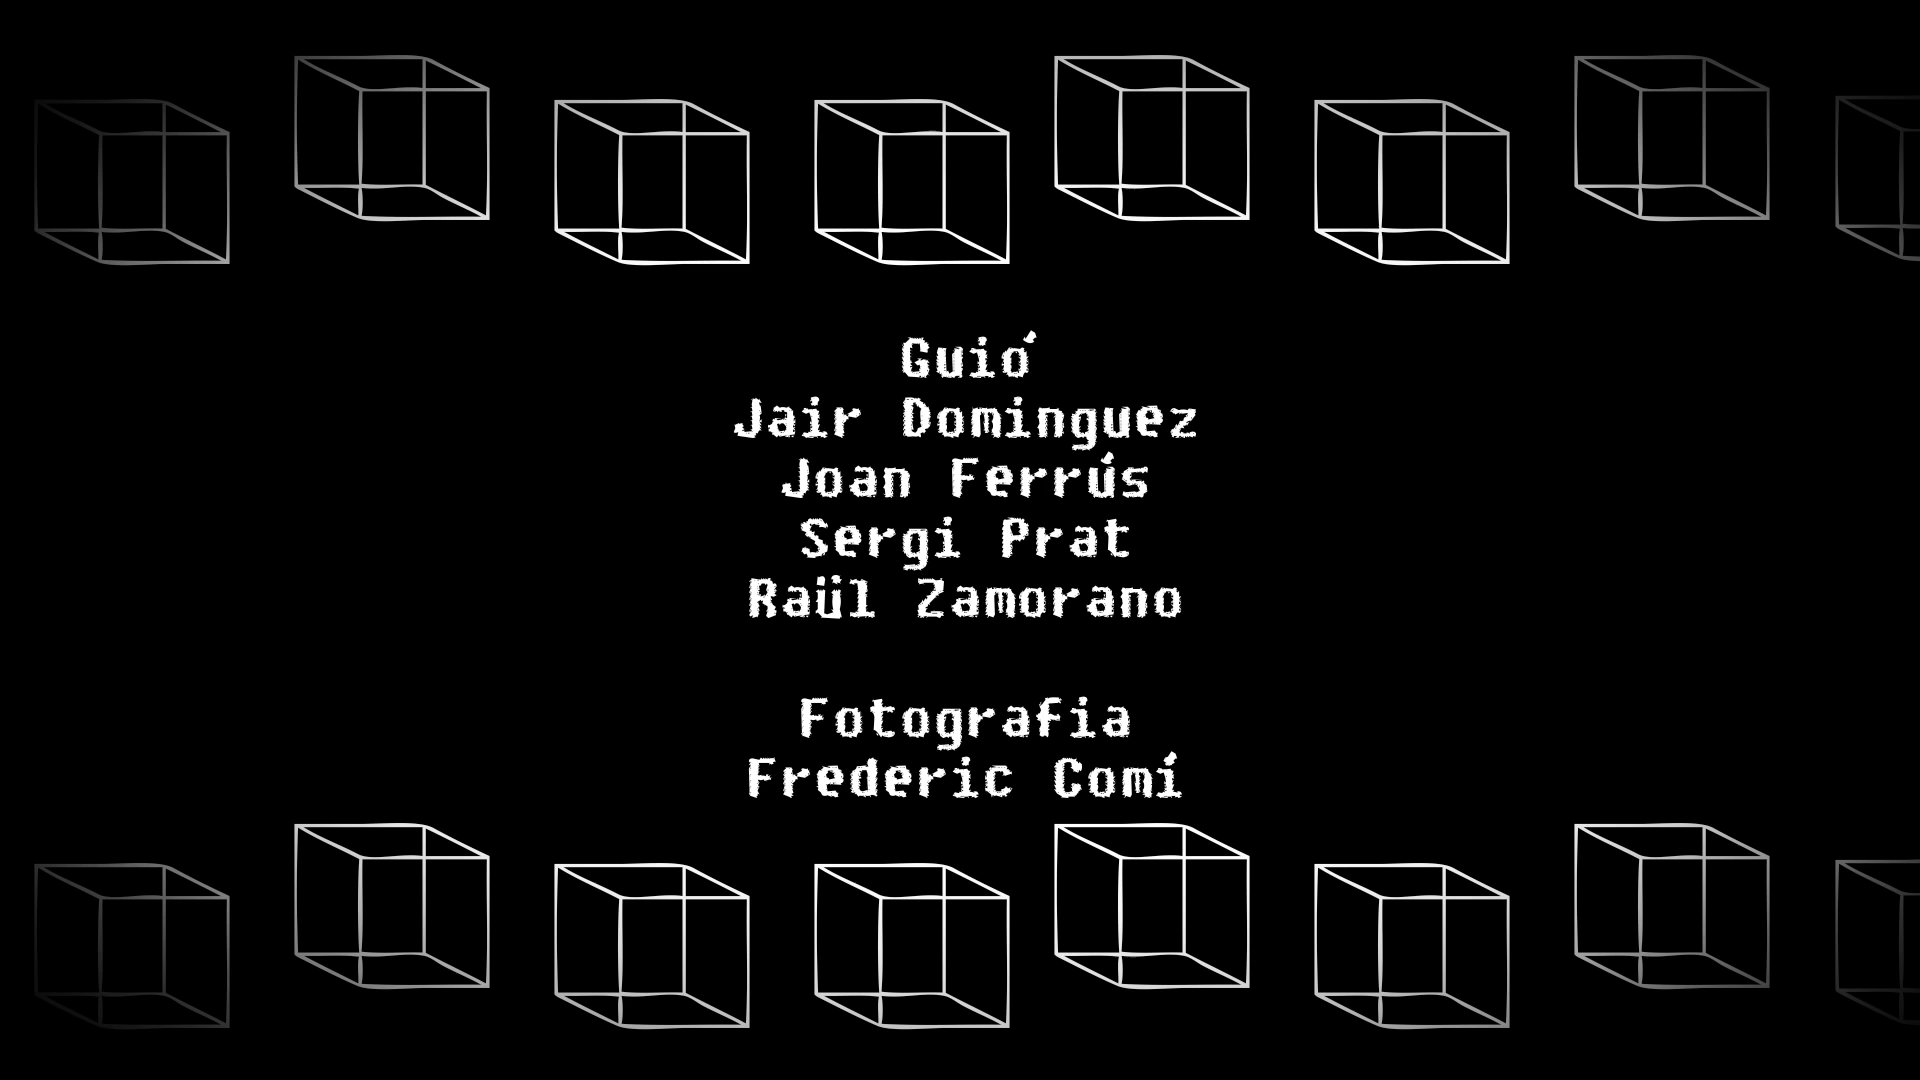 Guió
Jair Dominguez
Joan Ferrús
Sergi Prat
Raül Zamorano
Fotografia
Frederic Comí